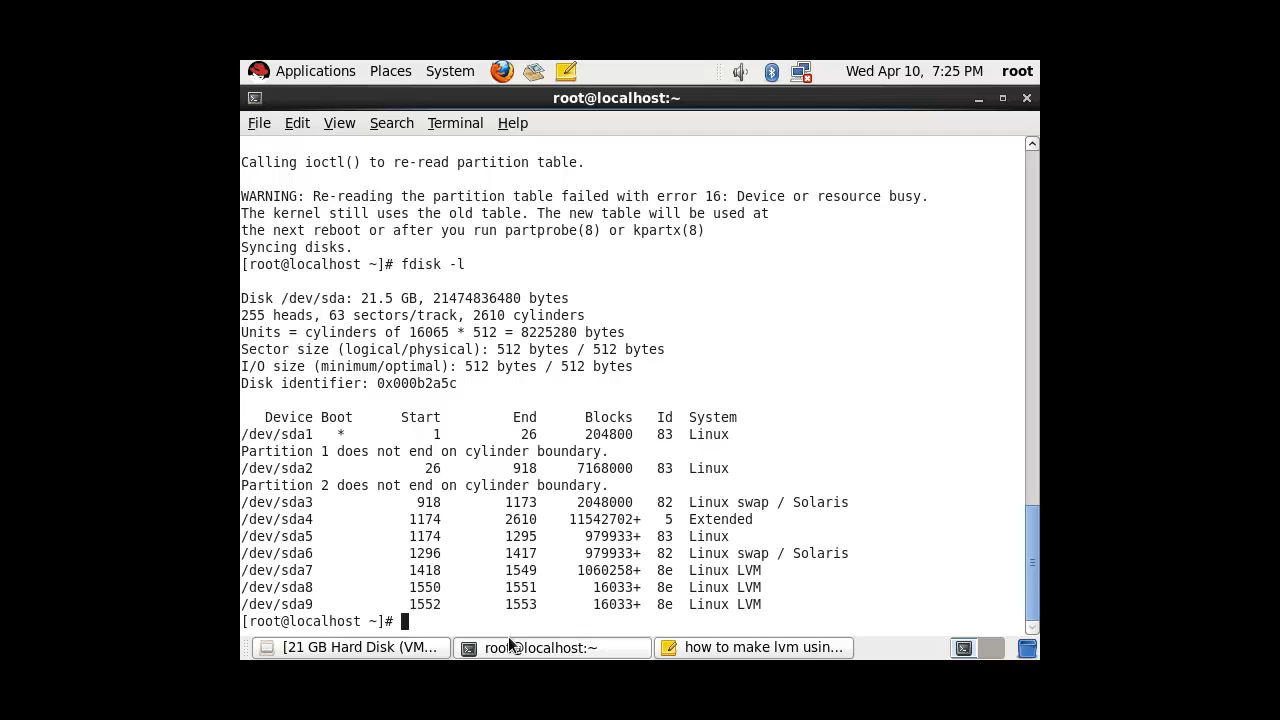 Applications Places System Wed Apr 10, 7:25 PM root
root@localhost:~
File Edit View Search Terminal Help
Calling ioctl() to re-read partition table.
WARNING: Re-reading the partition table failed with error 16: Device or resource busy.
The kernel still uses the old table. The new table will be used at
the next reboot or after you run partprobe(8) or kpartx(8)
Syncing disks.
[root@localhost ~]# fdisk -l
Disk /dev/sda: 21.5 GB, 21474836480 bytes
255 heads, 63 sectors/track, 2610 cylinders
Units = cylinders of 16065 * 512 = 8225280 bytes
Sector size (logical/physical): 512 bytes / 512 bytes
I/O size (minimum/optimal): 512 bytes / 512 bytes
Disk identifier: 0x000b2a5c
Device Boot Start End Blocks Id System
/dev/sda1 * 1 26 204800 83 Linux
Partition 1 does not end on cylinder boundary.
/dev/sda2 26 918 7168000 83 Linux
Partition 2 does not end on cylinder boundary.
/dev/sda3 918 1173 2048000 82 Linux swap / Solaris
/dev/sda4 1174 2610 11542702+ 5 Extended
/dev/sda5 1174 1295 979933+ 83 Linux
/dev/sda6 1296 1417 979933+ 82 Linux swap / Solaris
/dev/sda7 1418 1549 1060258+ 8e Linux LVM
/dev/sda8 1550 1551 16033+ 8e Linux LVM
/dev/sda9 1552 1553 16033+ 8e Linux LVM
[root@localhost ~]#
[21 GB Hard Disk (VM... root@localhost:~ how to make lvm usin...